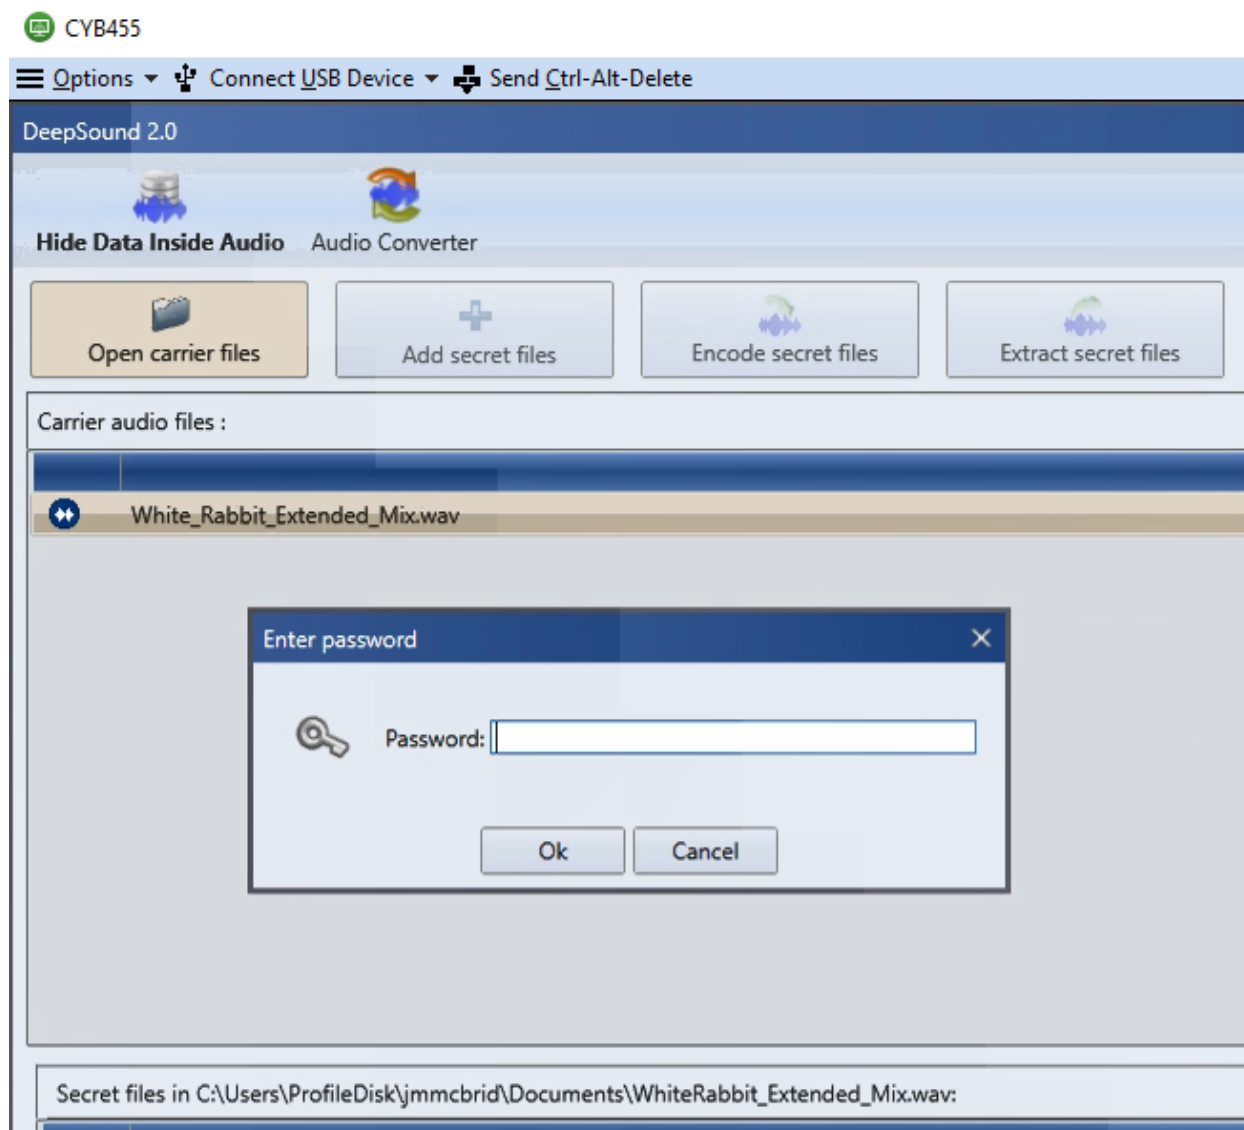 CYB455
Options Connect USB Device Send Ctrl-Alt-Delete
DeepSound 2.0
Hide Data Inside Audio Audio Converter
Open carrier files Add secret files Encode secret files Extract secret files
Carrier audio files :
White_Rabbit_Extended_Mix.wav
Enter password
Password:
Ok Cancel
Secret files in C:\Users\ProfileDisk\jmmcbrid\Documents\WhiteRabbit_Extended_Mix.wav: